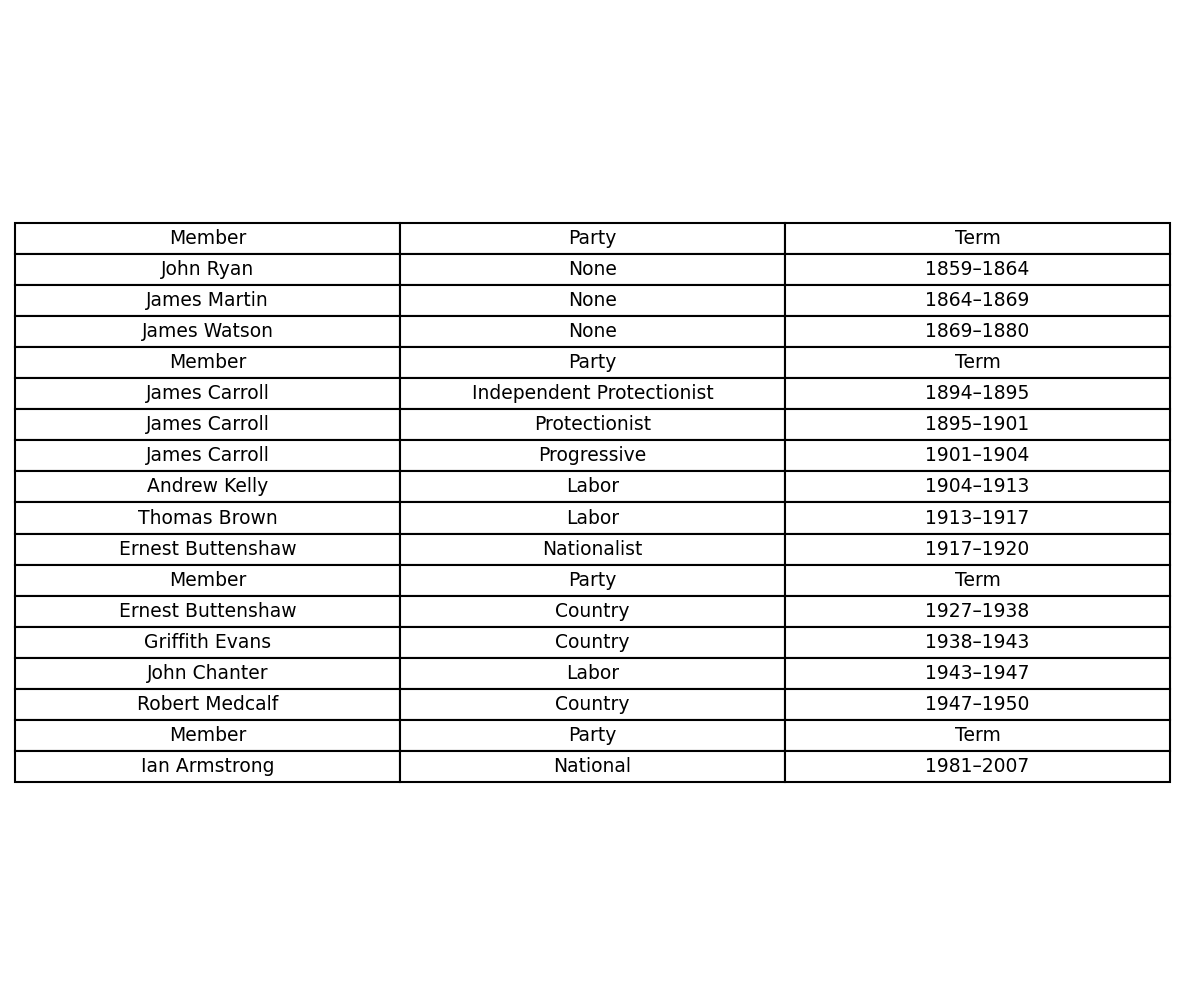 Member Party Term
John Ryan None 1859–1864
James Martin None 1864–1869
James Watson None 1869–1880
Member Party Term
James Carroll Independent Protectionist 1894–1895
James Carroll Protectionist 1895–1901
James Carroll Progressive 1901–1904
Andrew Kelly Labor 1904–1913
Thomas Brown Labor 1913–1917
Ernest Buttenshaw Nationalist 1917–1920
Member Party Term
Ernest Buttenshaw Country 1927–1938
Griffith Evans Country 1938–1943
John Chanter Labor 1943–1947
Robert Medcalf Country 1947–1950
Member Party Term
Ian Armstrong National 1981–2007